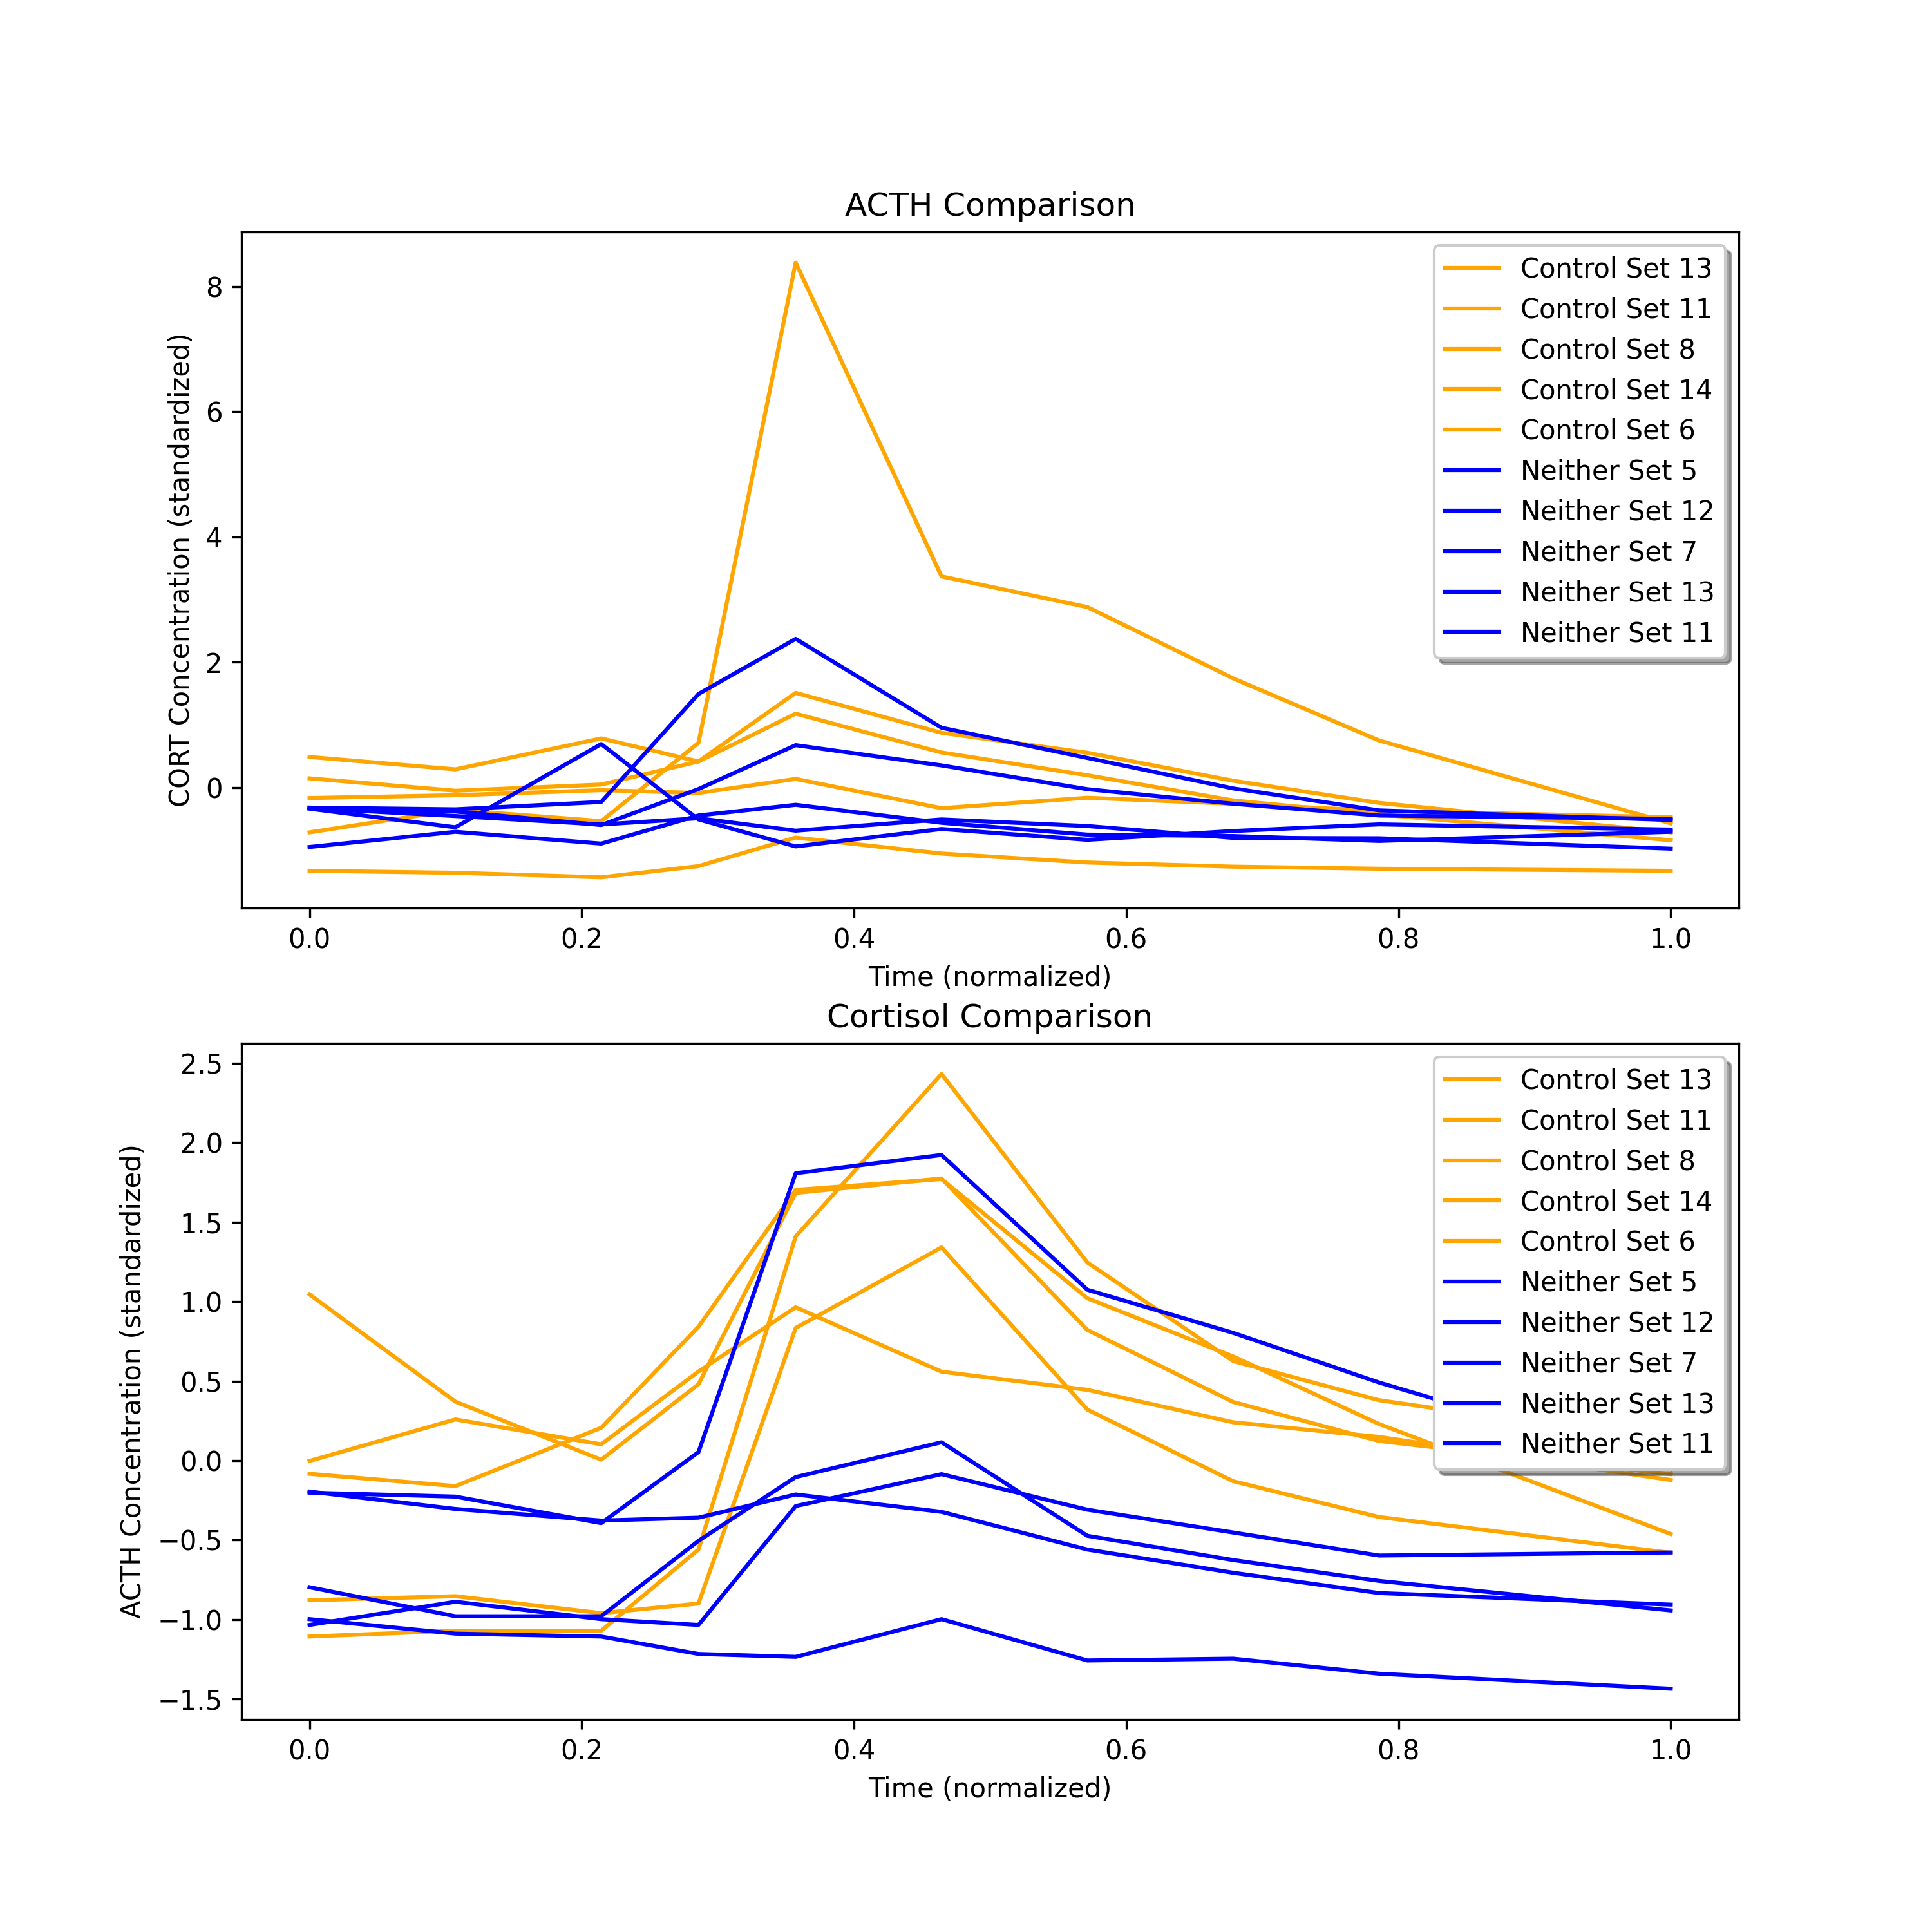 ACTH Comparison
CORT Concentration (standardized)
8
6
4
2
0
Control Set 13
Control Set 11
Control Set 8
Control Set 14
Control Set 6
Neither Set 5
Neither Set 12
Neither Set 7
Neither Set 13
Neither Set 11
0.0 0.2 0.4 0.6 0.8 1.0
Time (normalized)
Cortisol Comparison
ACTH Concentration (standardized)
2.5
2.0
1.5
1.0
0.5
0.0
−0.5
−1.0
−1.5
Control Set 13
Control Set 11
Control Set 8
Control Set 14
Control Set 6
Neither Set 5
Neither Set 12
Neither Set 7
Neither Set 13
Neither Set 11
0.0 0.2 0.4 0.6 0.8 1.0
Time (normalized)